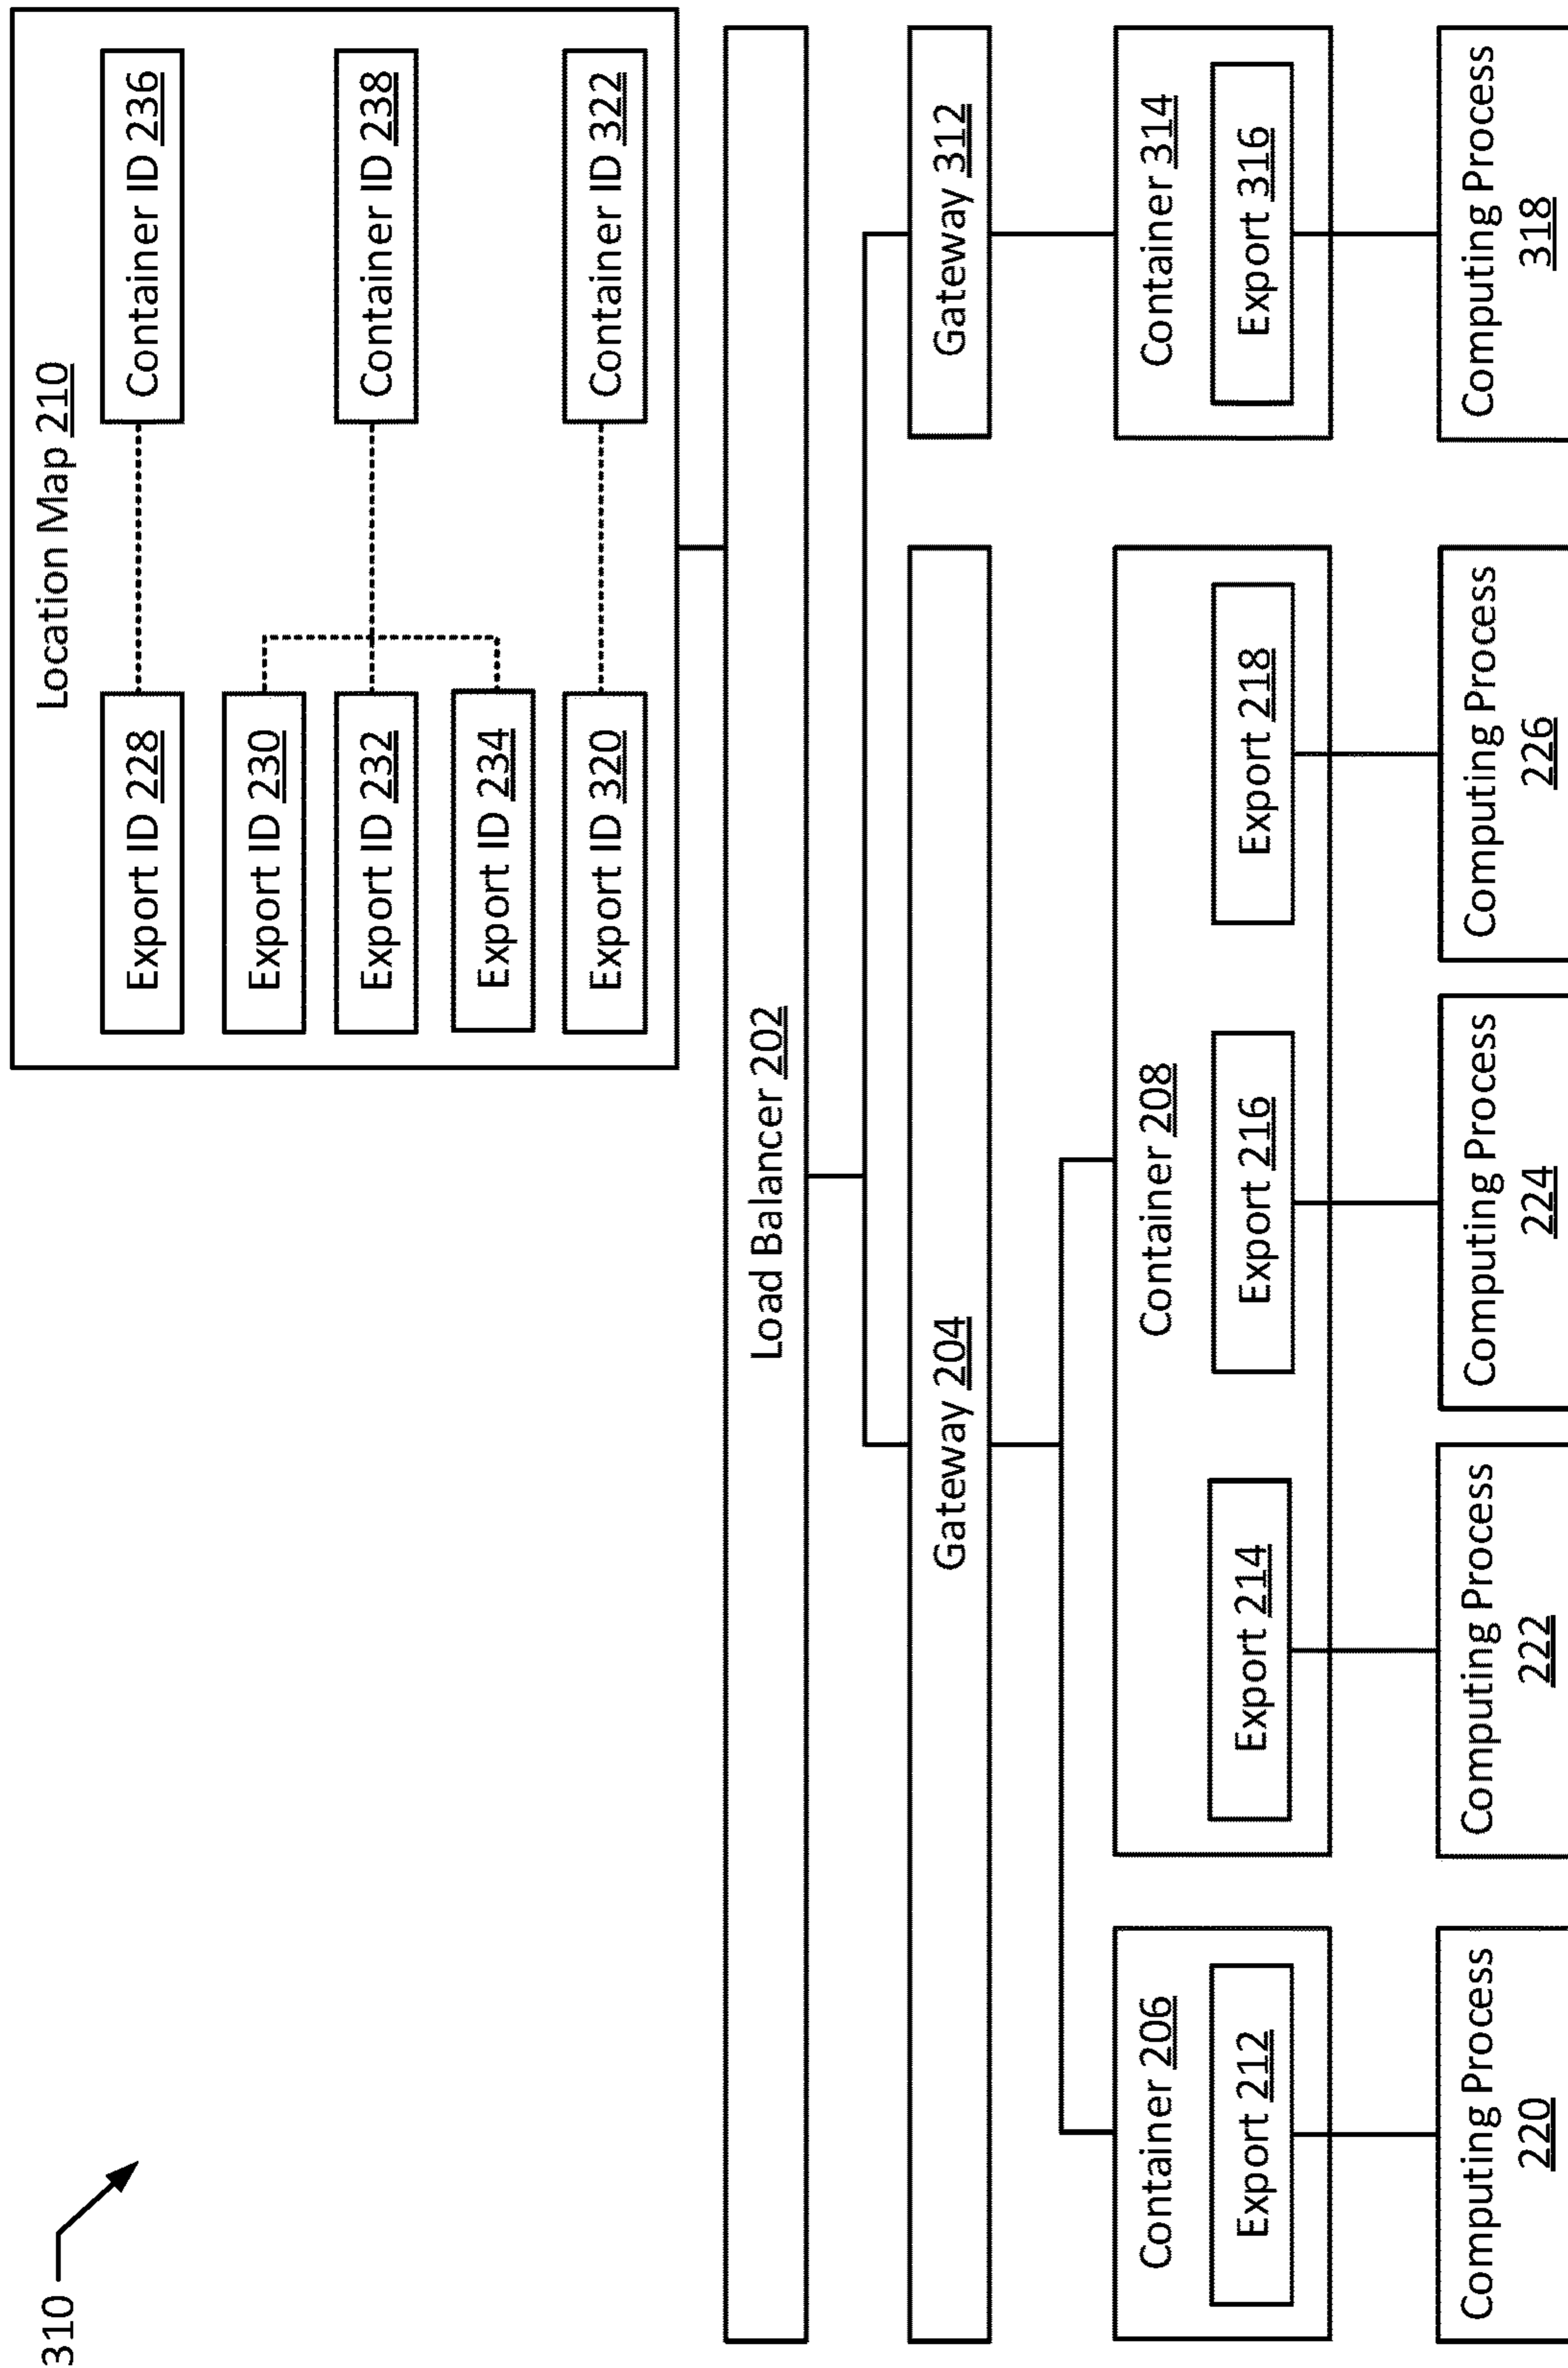 310
Location Map 210
Export ID 228
Container ID 236
Export ID 230
Export ID 232
Container ID 238
Export ID 234
Export ID 320
Container ID 322
Load Balancer 202
Gateway 204
Gateway 312
Container 206
Container 208
Container 314
Export 212
Export 214
Export 216
Export 218
Export 316
Computing Process
220
Computing Process
222
Computing Process
224
Computing Process
226
Computing Process
318